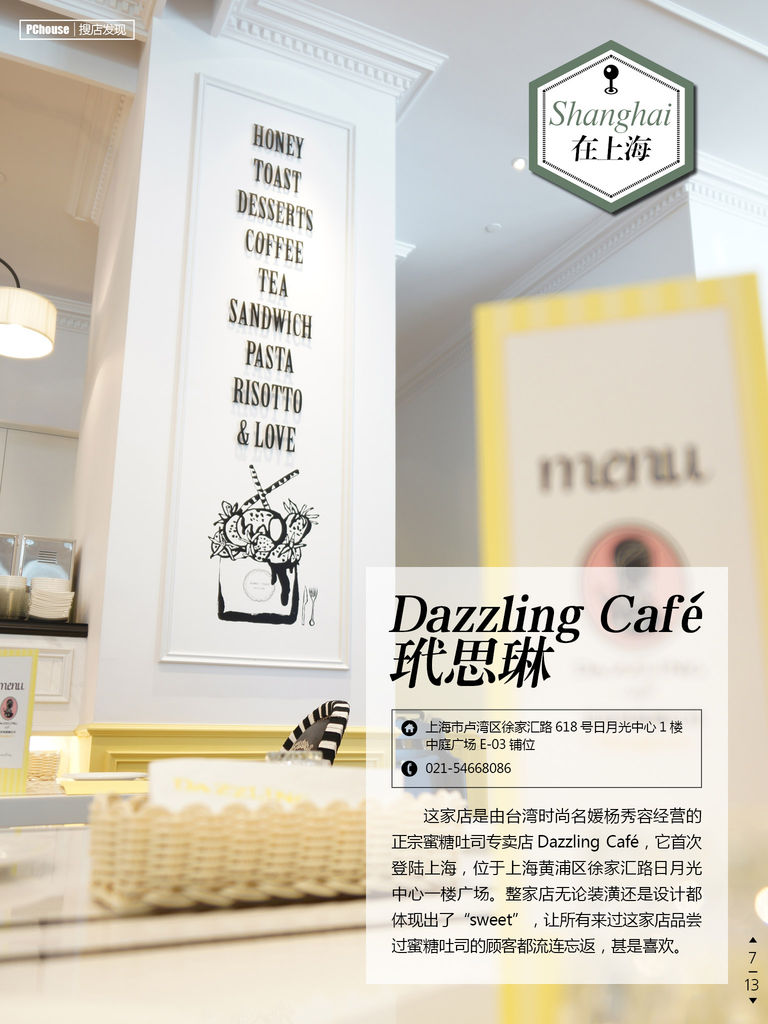 PChouse 搜店发现
Shanghai
在上海
HONEY
TOAST
DESSERTS
COFFEE
TEA
SANDWICH
PASTA
RISOTTO
& LOVE
menu
menu
Dazzling Café
玳思琳
上海市卢湾区徐家汇路 618 号日月光中心 1 楼
中庭广场 E-03 铺位
021-54668086
这家店是由台湾时尚名媛杨秀容经营的
正宗蜜糖吐司专卖店 Dazzling Café，它首次
登陆上海，位于上海黄浦区徐家汇路日月光
中心一楼广场。整家店无论装潢还是设计都
体现出了“sweet”，让所有来过这家店品尝
过蜜糖吐司的顾客都流连忘返，甚是喜欢。
7
13